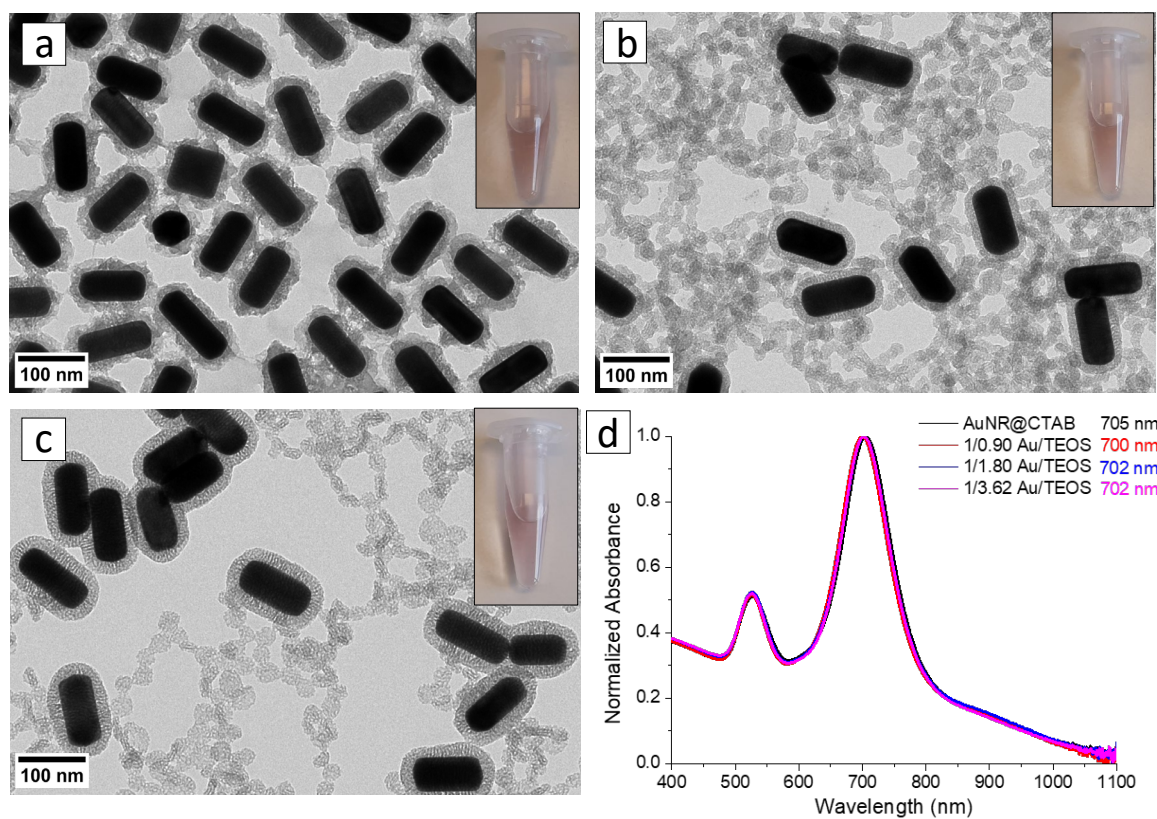 a
b
100 nm
100 nm
c
100 nm
d
AuNR@CTAB 705 nm
1/0.90 Au/TEOS 700 nm
1/1.80 Au/TEOS 702 nm
1/3.62 Au/TEOS 702 nm
1.0
0.8
0.6
0.4
0.2
0.0
Normalized Absorbance
400 500 600 700 800 900 1000 1100
Wavelength (nm)